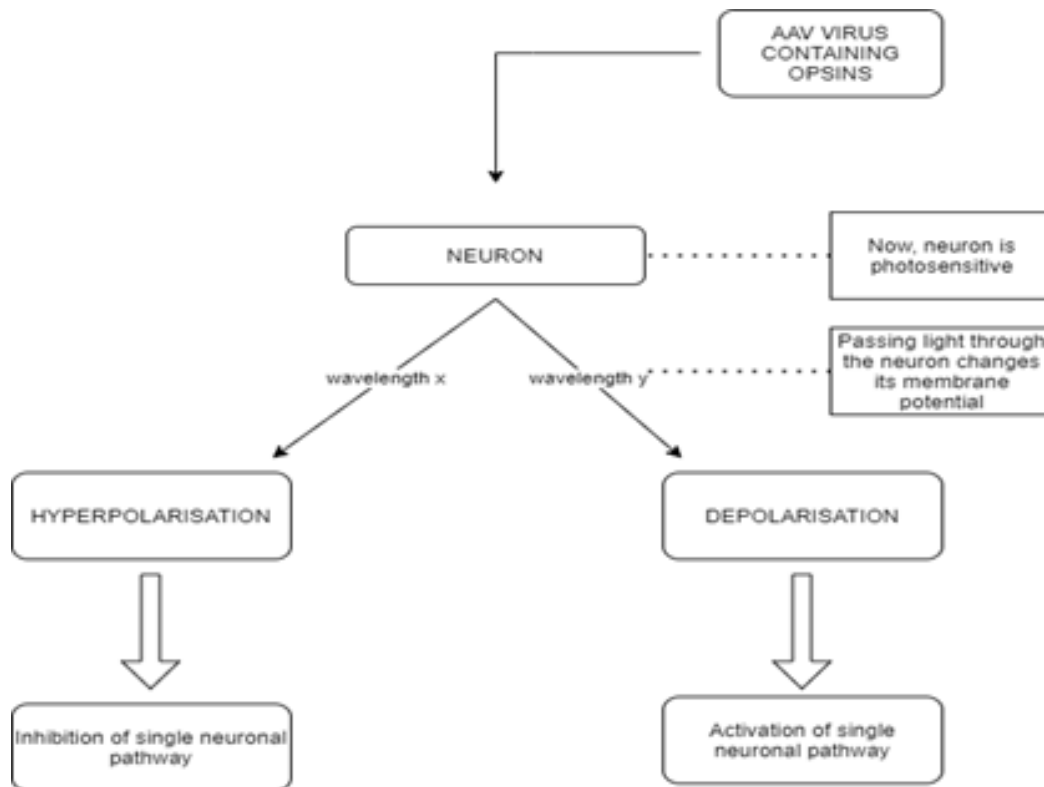 AAV VIRUS
CONTAINING
OPSINS
NEURON
Now, neuron is
photosensitive
Passing light through
the neuron changes
its membrane
potential
wavelength x
wavelength y
HYPERPOLARISATION
DEPOLARISATION
Inhibition of single neuronal
pathway
Activation of single
neuronal pathway